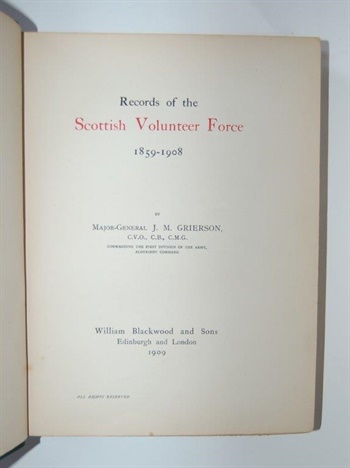 Records of the
Scottish Volunteer Force
1859-1908
BY
MAJOR-GENERAL J. M. GRIERSON,
C.V.O., C.B., C.M.G.
COMMANDING THE FIRST DIVISION OF THE ARMY,
ALDERSHOT COMMAND
William Blackwood and Sons
Edinburgh and London
1909
ALL RIGHTS RESERVED